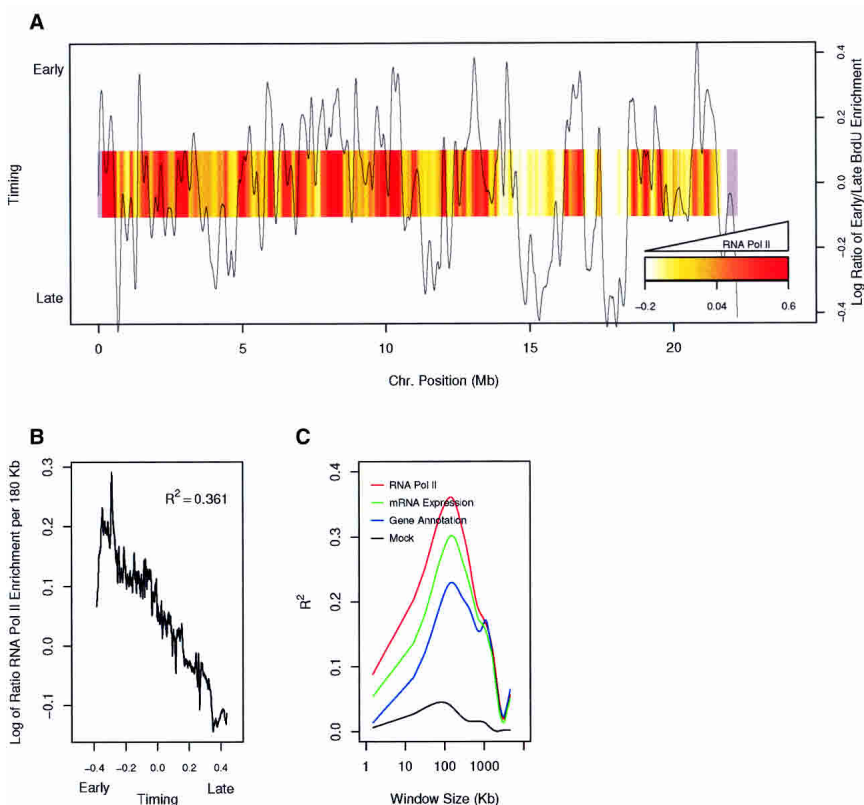 A
Early
Timing
Late
0.4
0.2
0.0
−0.2
−0.4
Log Ratio of Early/Late BrdU Enrichment
RNA Pol II
−0.2 0.04 0.6
0 5 10 15 20
Chr. Position (Mb)
B
Log of Ratio RNA Pol II Enrichment per 180 Kb
0.3
0.2
0.1
0.0
−0.1
R² = 0.361
−0.4 −0.2 0.0 0.2 0.4
Early Timing Late
C
R²
0.4
0.3
0.2
0.1
0.0
RNA Pol II
mRNA Expression
Gene Annotation
Mock
1 10 100 1000
Window Size (Kb)